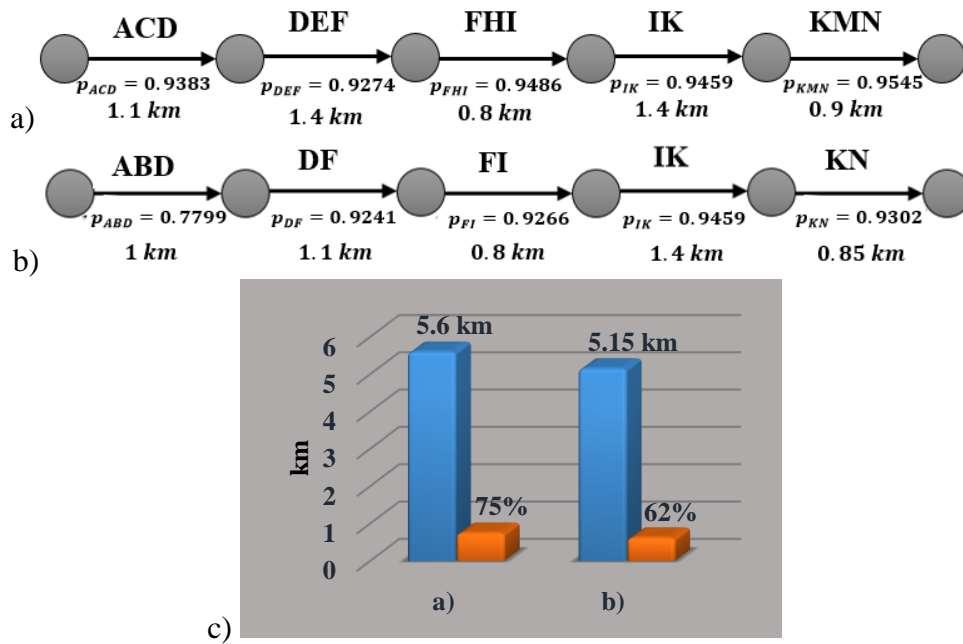 ACD DEF FHI IK KMN
p_ACD = 0.9383 p_DEF = 0.9274 p_FHI = 0.9486 p_IK = 0.9459 p_KMN = 0.9545
a) 1.1 km 1.4 km 0.8 km 1.4 km 0.9 km
ABD DF FI IK KN
p_ABD = 0.7799 p_DF = 0.9241 p_FI = 0.9266 p_IK = 0.9459 p_KN = 0.9302
b) 1 km 1.1 km 0.8 km 1.4 km 0.85 km
5.6 km 5.15 km
6
5
4
3
2
1
0
km
75% 62%
a) b)
c)